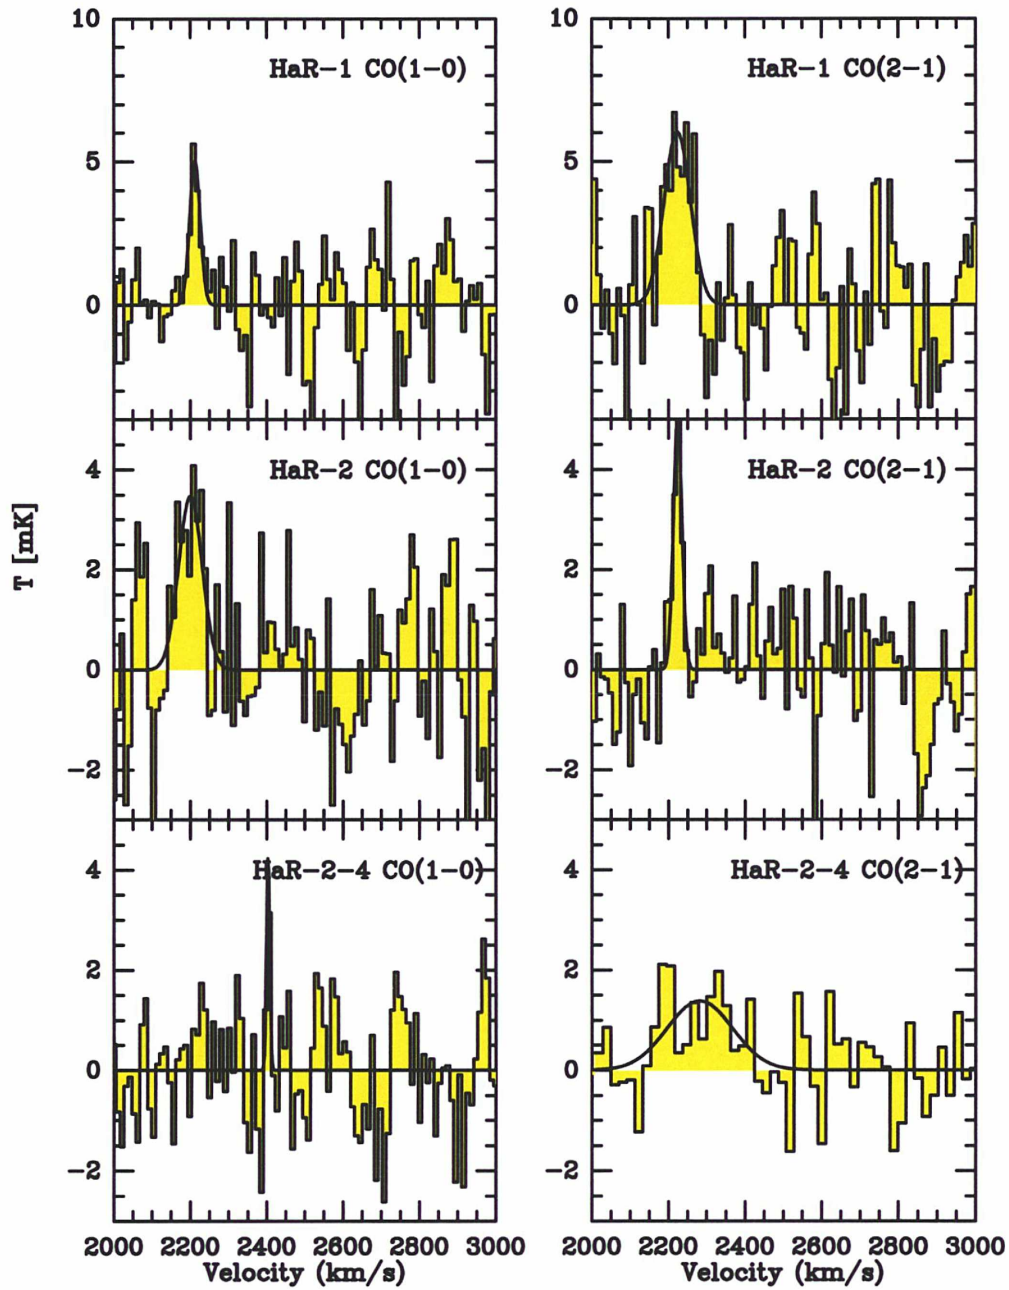 10
5
0
HaR-1 CO(1-0)
HaR-1 CO(2-1)
10
5
0
T [mK]
4
2
0
-2
HaR-2 CO(1-0)
HaR-2 CO(2-1)
4
2
0
-2
4
2
0
-2
HaR-2-4 CO(1-0)
HaR-2-4 CO(2-1)
4
2
0
-2
2000 2200 2400 2600 2800 3000
2000 2200 2400 2600 2800 3000
Velocity (km/s)
Velocity (km/s)